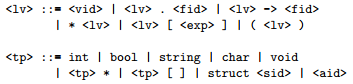 <lv> ::= <vid> | <lv> . <fid> | <lv> -> <fid>
| * <lv> | <lv> [ <exp> ] | ( <lv> )
<tp> ::= int | bool | string | char | void
| <tp> * | <tp> [ ] | struct <sid> | <aid>